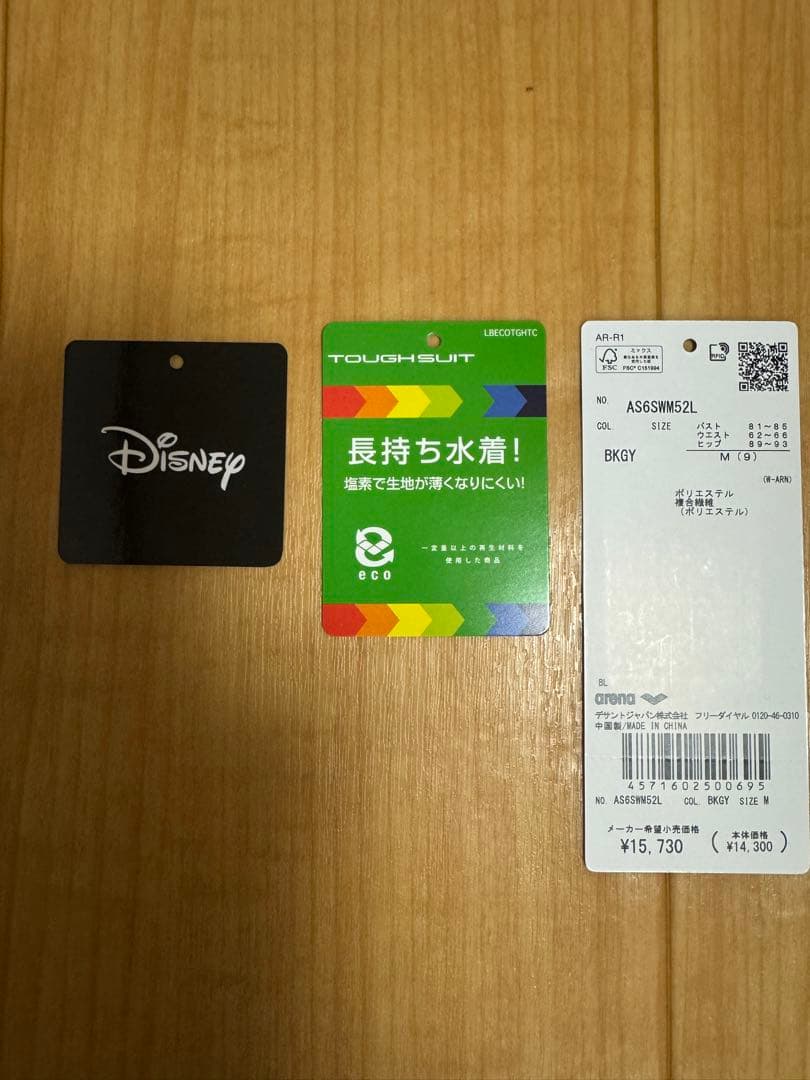 Disney
LBECOTGHTC
TOUGHSUIT
長持ち水着!
塩素で生地が薄くなりにくい!
eco
一定量以上の再生材料を
使用した商品
AR-R1
ミックス
FSC
FSC® C151994
RFID
NO. AS6SWM52L
COL. SIZE バスト 81~85
ウエスト 62~66
ヒップ 89~93
BKGY M(9)
(W-ARN)
ポリエステル
複合繊維
(ポリエステル)
BL
arena
デサントジャパン株式会社 フリーダイヤル 0120-46-0310
中国製/MADE IN CHINA
4571602500695
NO. AS6SWM52L COL. BKGY SIZE M
メーカー希望小売価格
¥15,730
(本体価格
¥14,300)